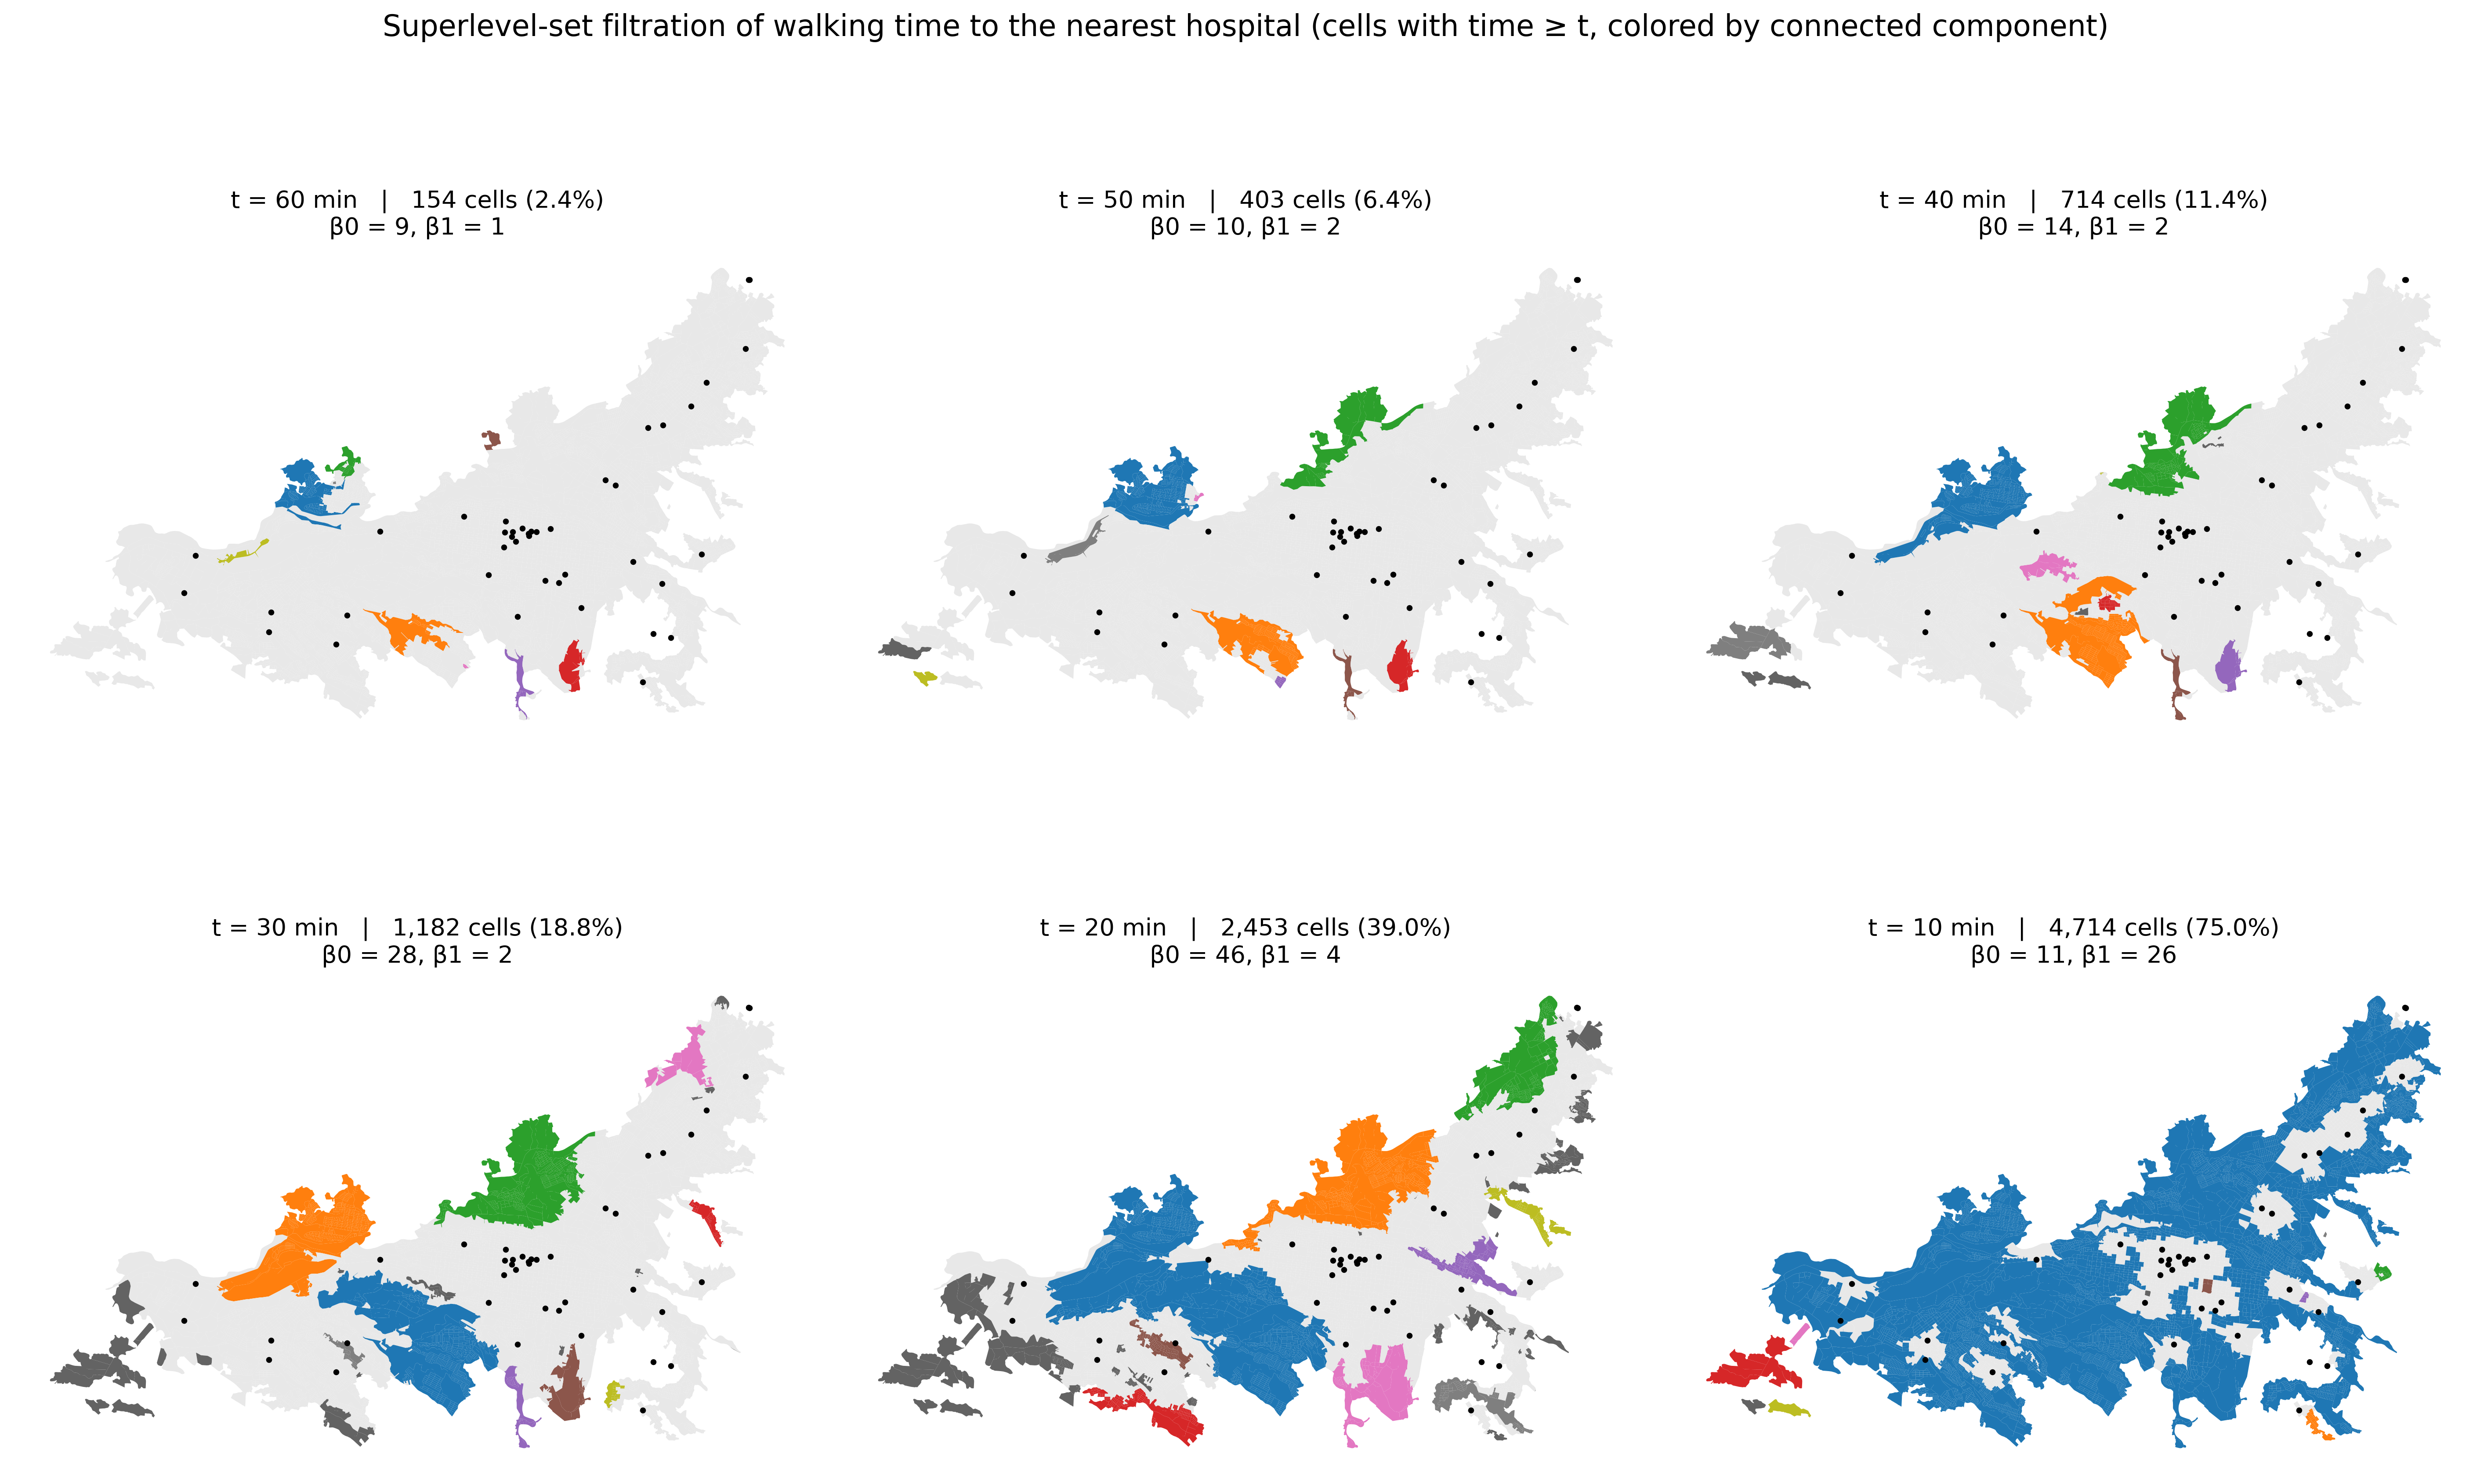 Superlevel-set filtration of walking time to the nearest hospital (cells with time ≥ t, colored by connected component)
t = 60 min | 154 cells (2.4%)
β0 = 9, β1 = 1
t = 50 min | 403 cells (6.4%)
β0 = 10, β1 = 2
t = 40 min | 714 cells (11.4%)
β0 = 14, β1 = 2
t = 30 min | 1,182 cells (18.8%)
β0 = 28, β1 = 2
t = 20 min | 2,453 cells (39.0%)
β0 = 46, β1 = 4
t = 10 min | 4,714 cells (75.0%)
β0 = 11, β1 = 26